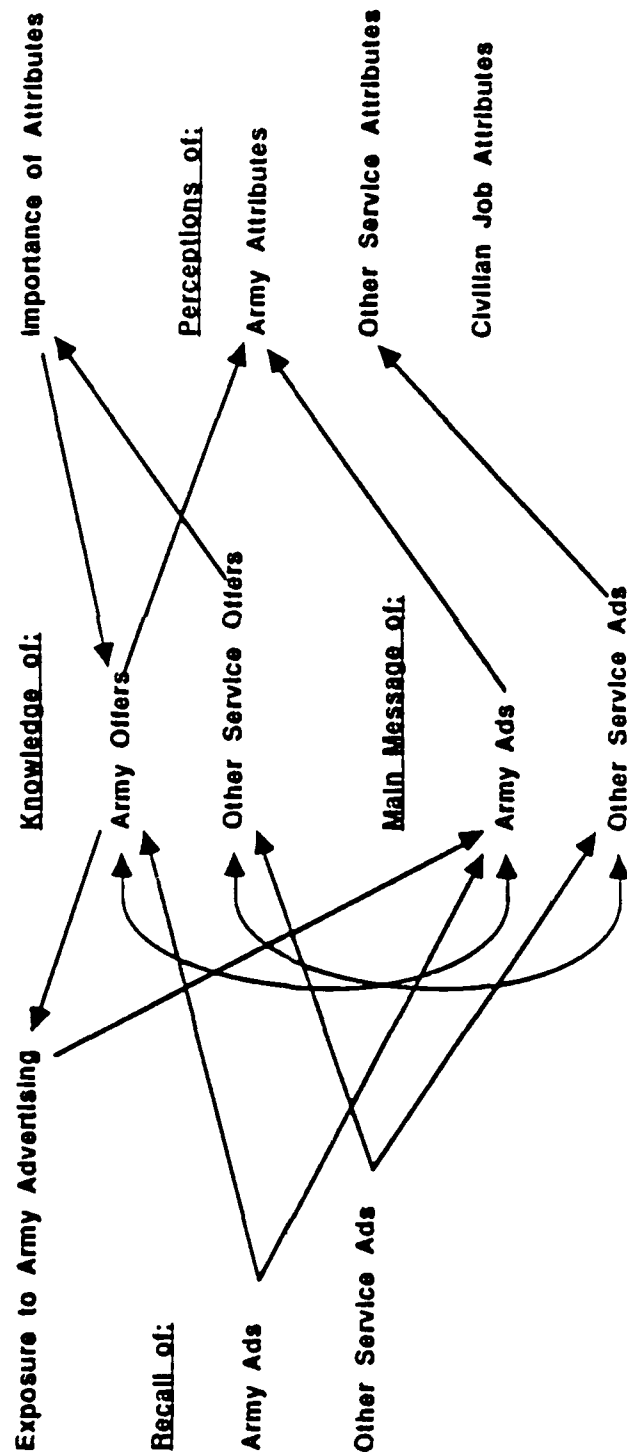 Exposure to Army Advertising
Recall of:
Army Ads
Other Service Ads
Knowledge of:
Army Offers
Other Service Offers
Main Message of:
Army Ads
Other Service Ads
Importance of Attributes
Perceptions of:
Army Attributes
Other Service Attributes
Civilian Job Attributes